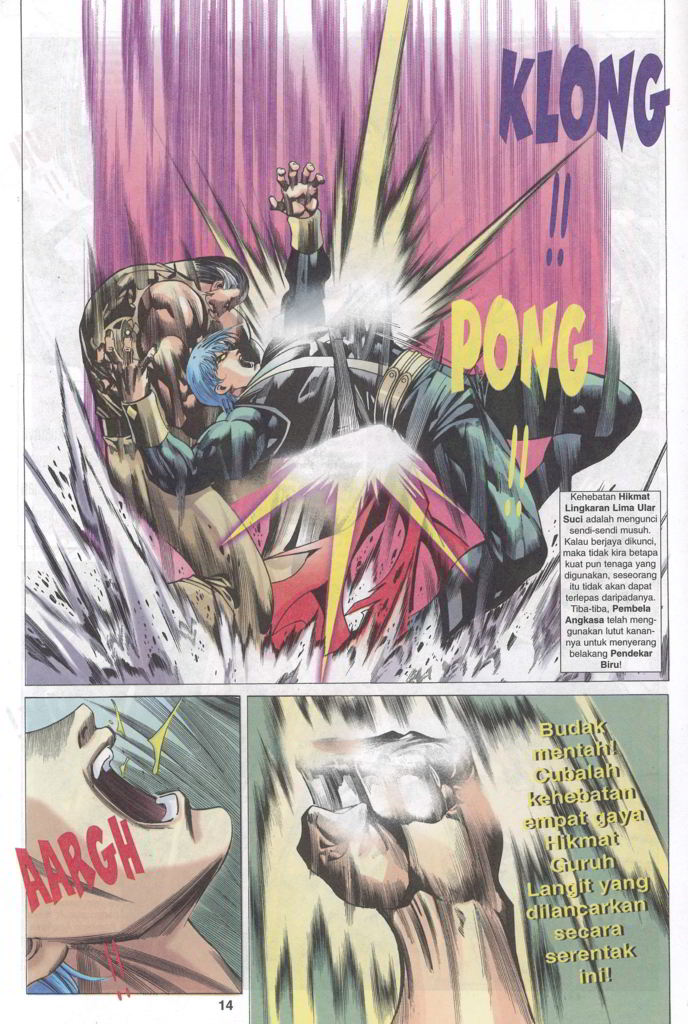 KLONG
!!
PONG
!!
Kehebatan Hikmat
Lingkaran Lima Ular
Suci adalah mengunci
sendi-sendi musuh.
Kalau berjaya dikunci,
maka tidak kira betapa
kuat pun tenaga yang
digunakan, seseorang
itu tidak akan dapat
terlepas daripadanya.
Tiba-tiba, Pembela
Angkasa telah meng-
gunakan lutut kanan-
nya untuk menyerang
belakang Pendekar
Biru!
AARGH
!!
Budak
mentah!
Cubalah
kehebatan
empat gaya
Hikmat
Guruh
Langit yang
dilancarkan
secara
serentak
ini!
14